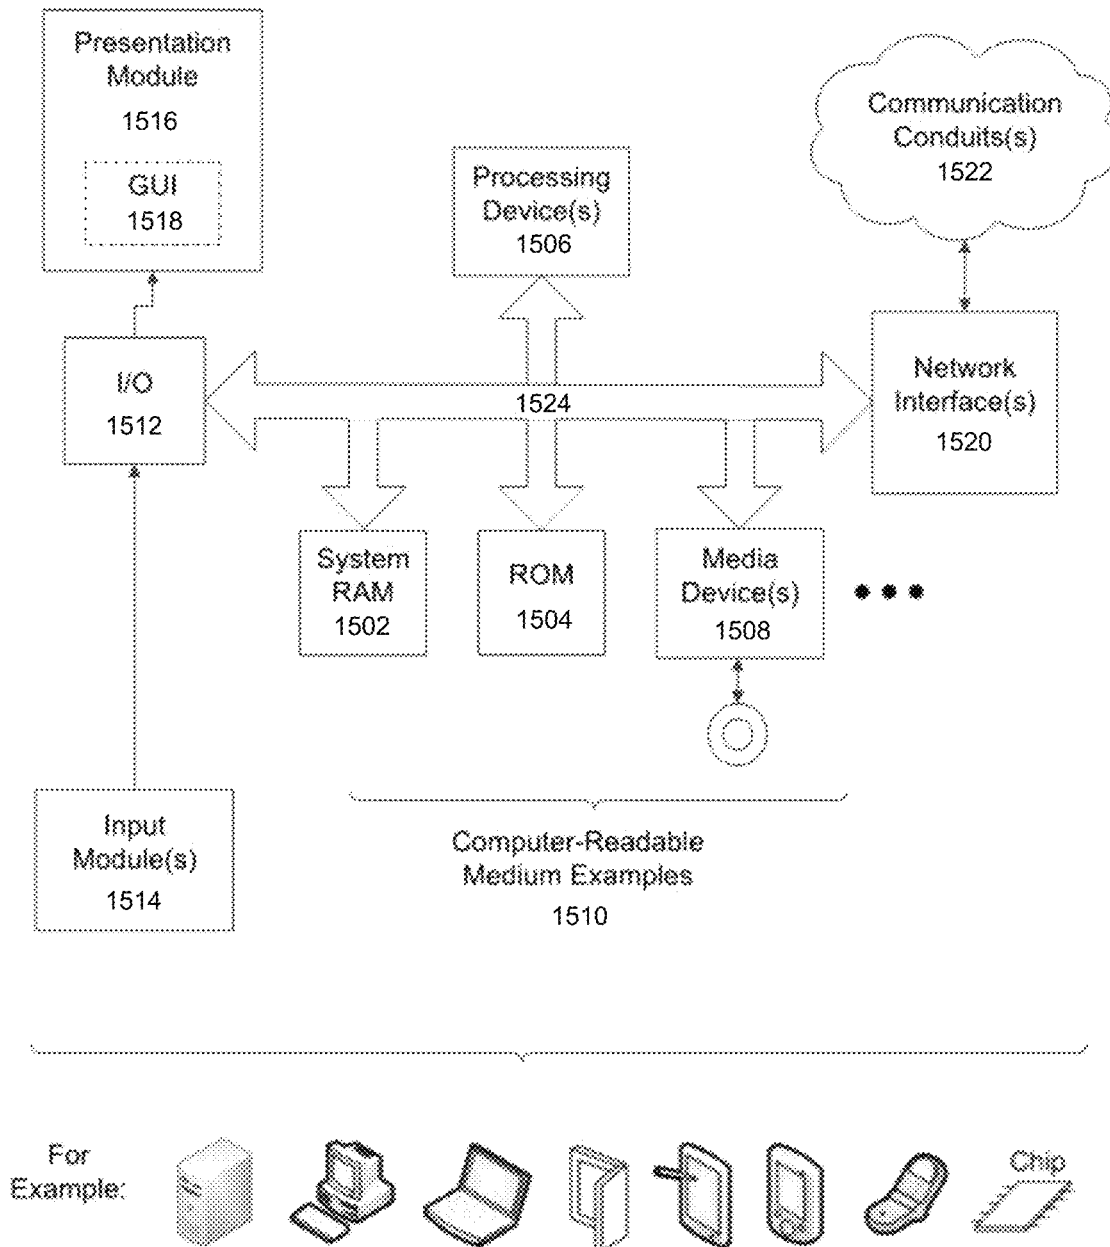 Presentation
Module
1516
GUI
1518
Communication
Conduits(s)
1522
Processing
Device(s)
1506
I/O
1512
1524
Network
Interface(s)
1520
System
RAM
1502
ROM
1504
Media
Device(s)
1508
Input
Module(s)
1514
Computer-Readable
Medium Examples
1510
For
Example:
Chip